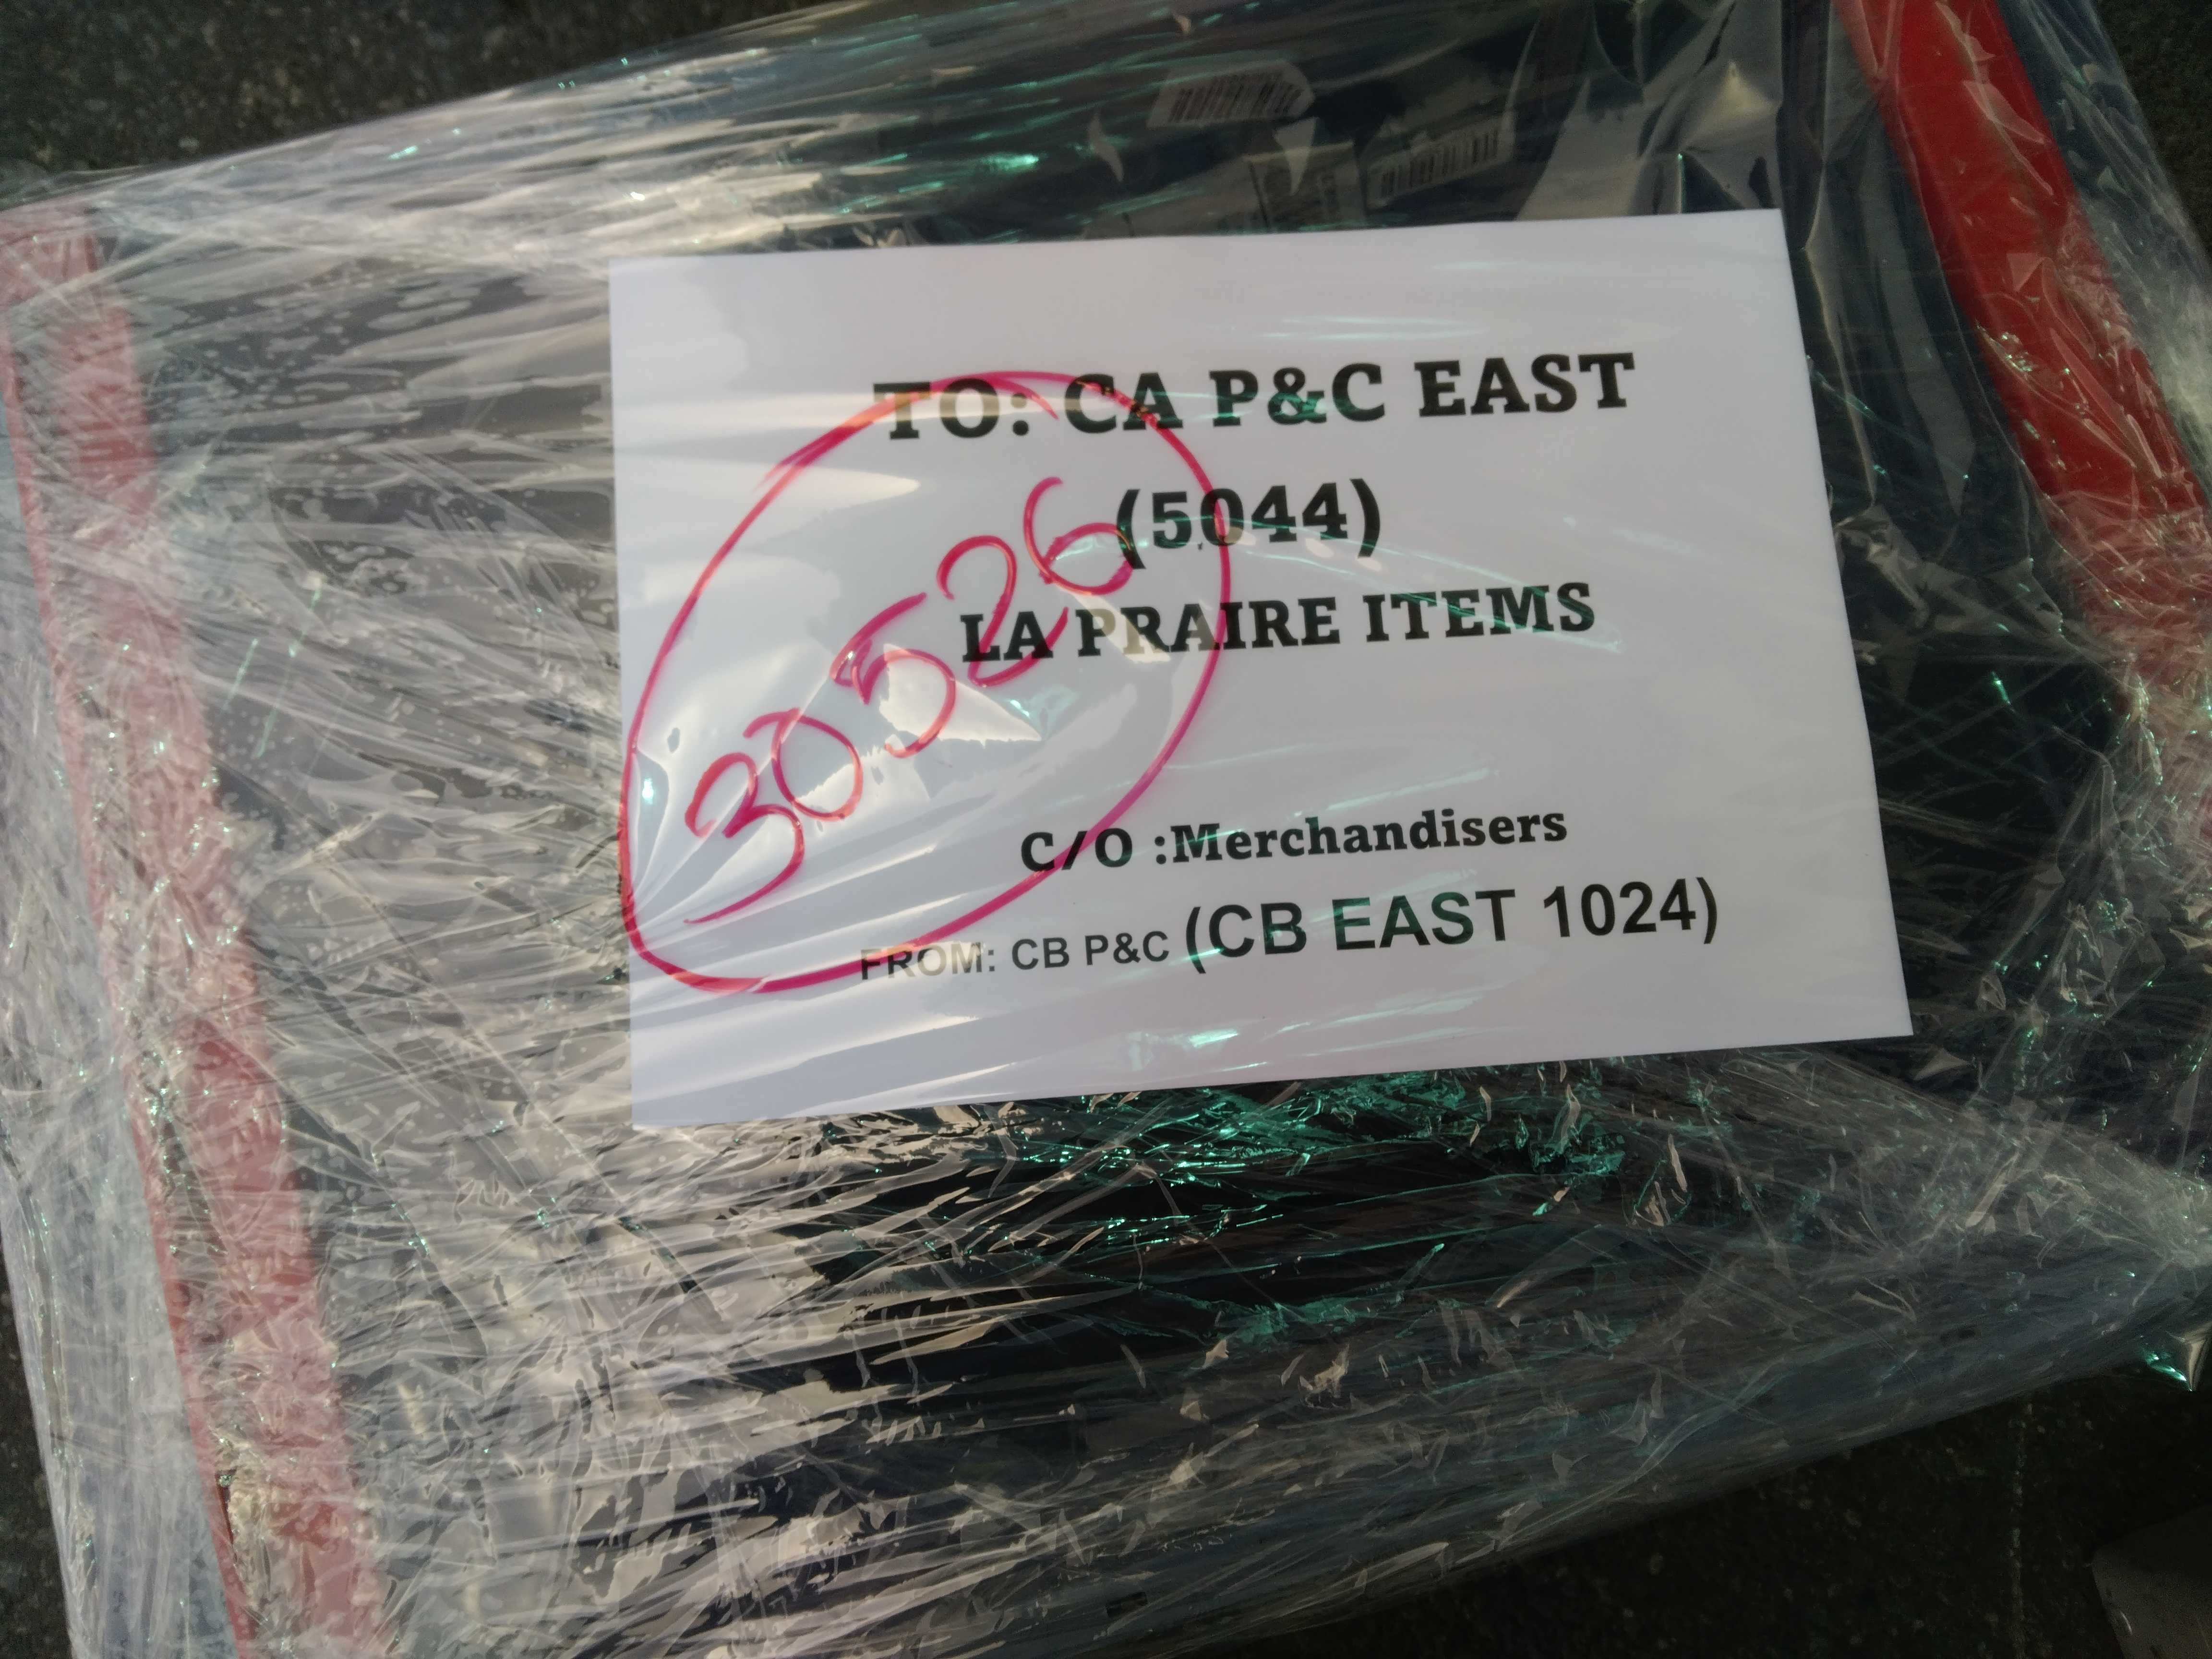 TO: CA P&C EAST
(5044)
LA PRAIRE ITEMS
30526
C/O :Merchandisers
FROM: CB P&C (CB EAST 1024)